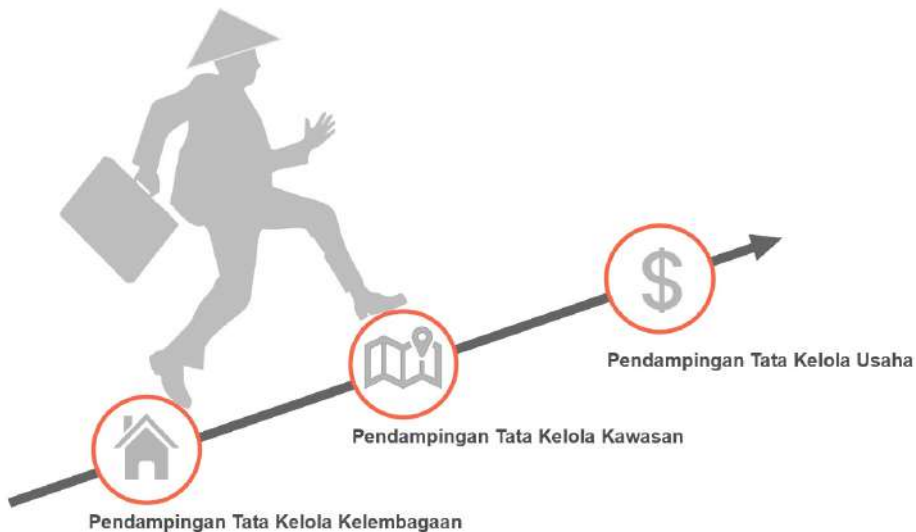 Pendampingan Tata Kelola Usaha
Pendampingan Tata Kelola Kawasan
Pendampingan Tata Kelola Kelembagaan